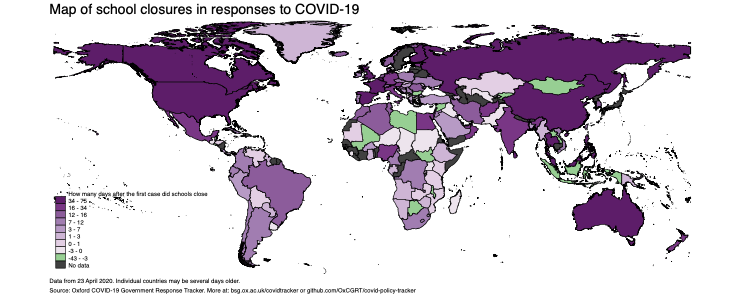 Map of school closures in responses to COVID-19
How many days after the first case did schools close
34 - 75
16 - 34
12 - 16
7 - 12
3 - 7
1 - 3
0 - 1
-3 - 0
-43 - -3
No data
Data from 23 April 2020. Individual countries may be several days older.
Source: Oxford COVID-19 Government Response Tracker. More at: bsg.ox.ac.uk/covidtracker or github.com/OxCGRT/covid-policy-tracker